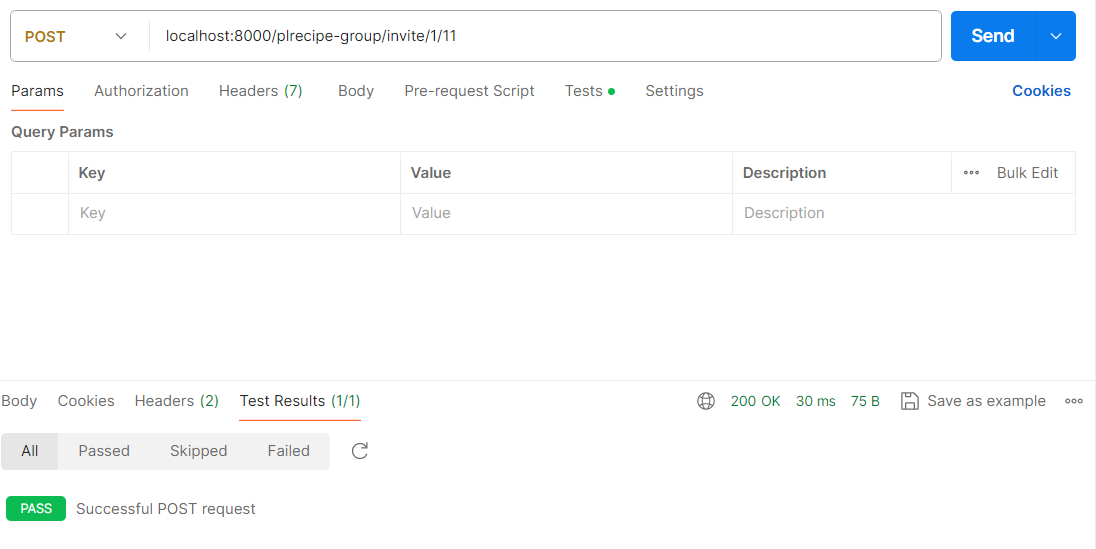 POST localhost:8000/plrecipe-group/invite/1/11 Send
Params Authorization Headers (7) Body Pre-request Script Tests Settings Cookies
Query Params
Key Value Description Bulk Edit
Key Value Description
Body Cookies Headers (2) Test Results (1/1) 200 OK 30 ms 75 B Save as example
All Passed Skipped Failed
PASS Successful POST request